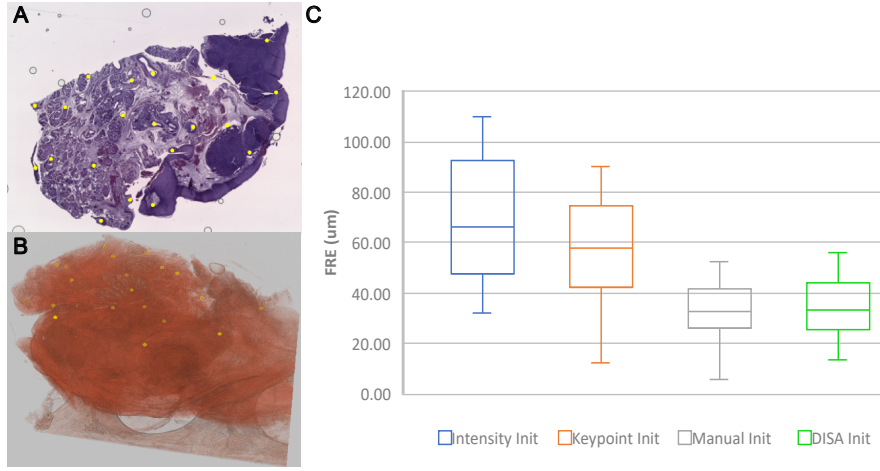 A
B
C
120.00
100.00
80.00
60.00
40.00
20.00
0.00
FRE (um)
Intensity Init Keypoint Init Manual Init DISA Init